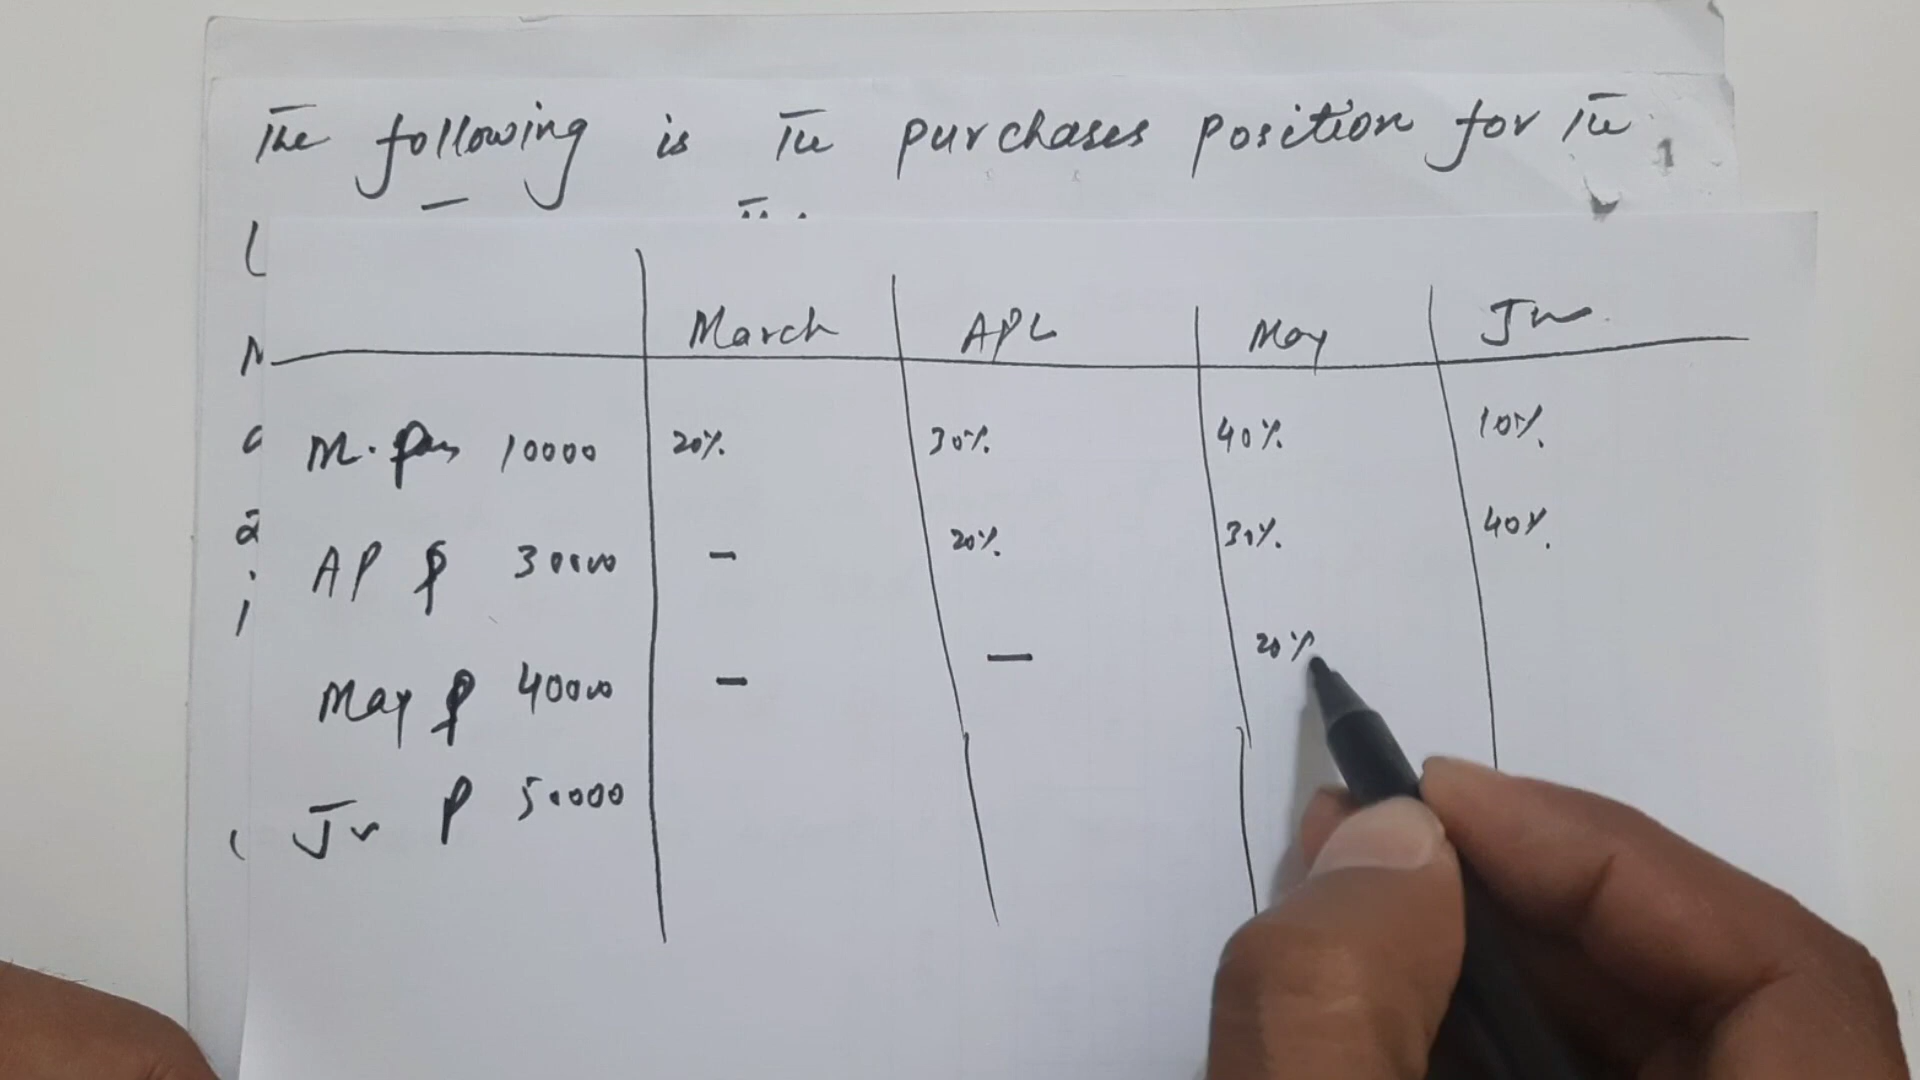 The following is The purchases position for The
March APL May Jun
M. Pur 10000 20% 30% 40% 10%
AP P 30000 - 20% 30% 40%
May P 40000 - - 20%
Ju P 50000